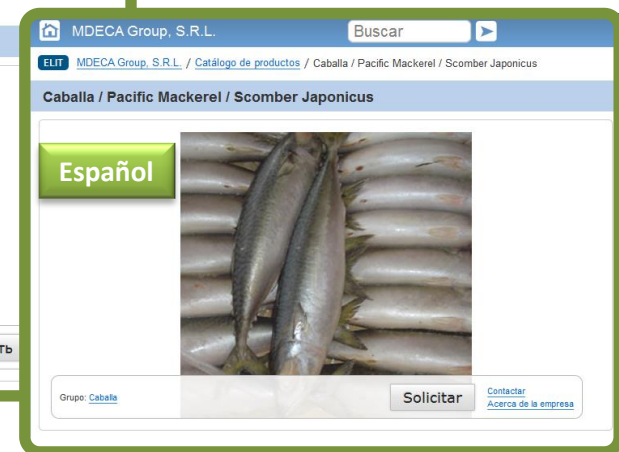 MDECA Group, S.R.L. Buscar
ELIT MDECA Group, S.R.L. / Catálogo de productos / Caballa / Pacific Mackerel / Scomber Japonicus
Caballa / Pacific Mackerel / Scomber Japonicus
Español
ть
Grupo: Caballa Solicitar Contactar
Acerca de la empresa